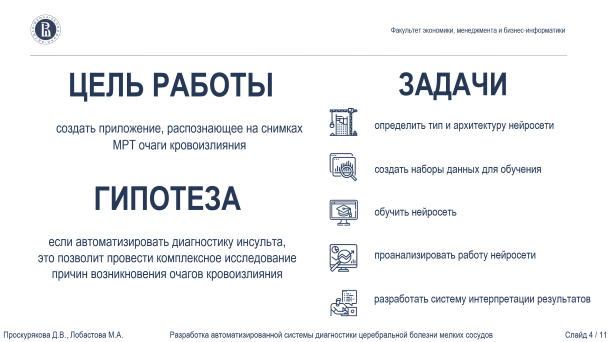 Факультет экономики, менеджмента и бизнес-информатики
ЦЕЛЬ РАБОТЫ
создать приложение, распознающее на снимках
МРТ очаги кровоизлияния
ГИПОТЕЗА
если автоматизировать диагностику инсульта,
это позволит провести комплексное исследование
причин возникновения очагов кровоизлияния
ЗАДАЧИ
определить тип и архитектуру нейросети
создать наборы данных для обучения
обучить нейросеть
проанализировать работу нейросети
разработать систему интерпретации результатов
Проскурякова Д.В., Лобастова М.А.
Разработка автоматизированной системы диагностики церебральной болезни мелких сосудов
Слайд 4 / 11